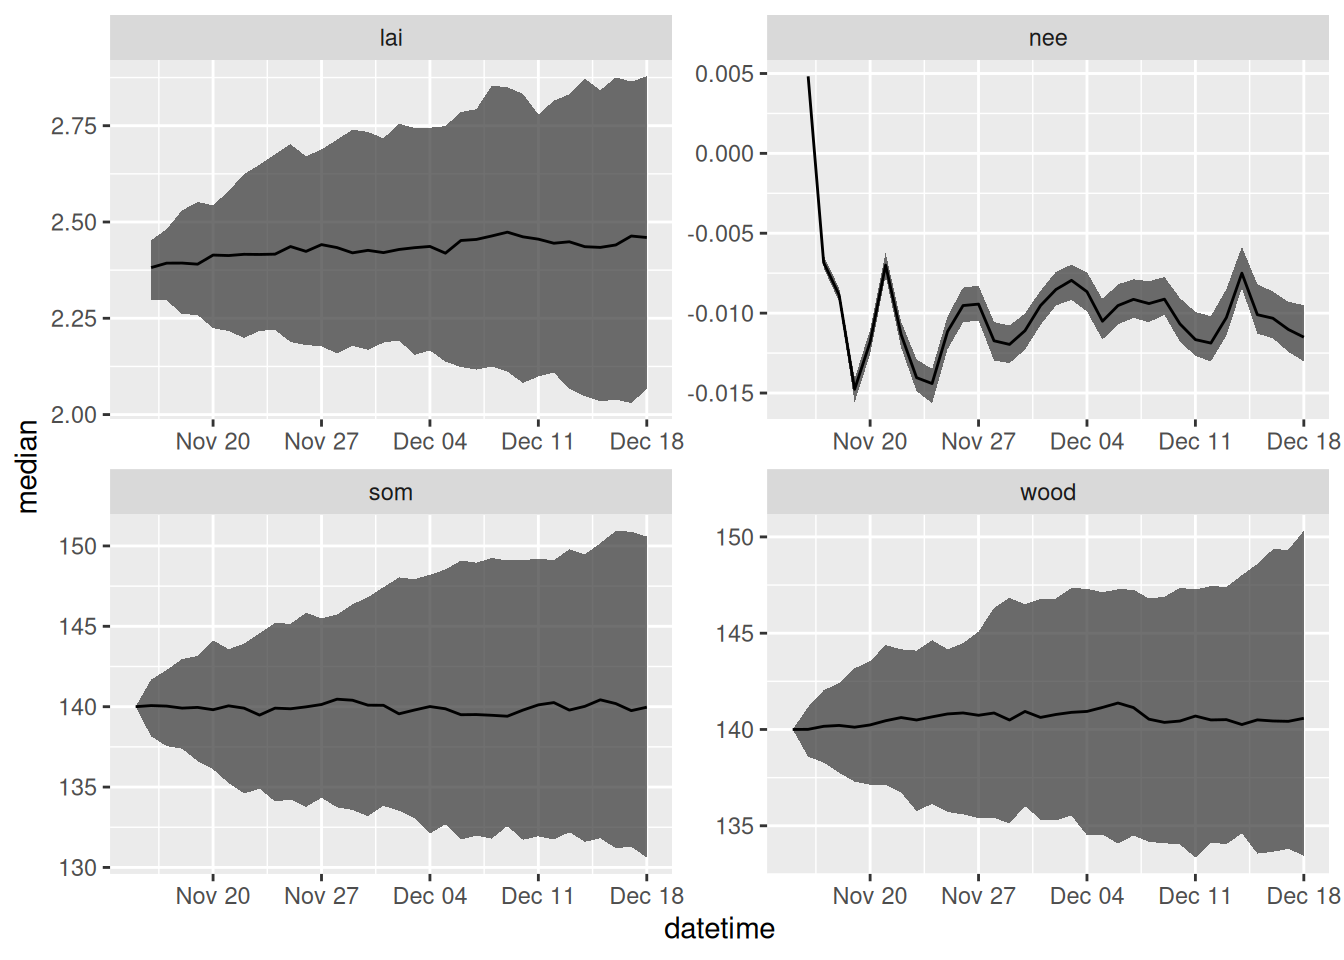 lai
nee
2.75
2.50
2.25
2.00
0.005
0.000
-0.005
-0.010
-0.015
Nov 20 Nov 27 Dec 04 Dec 11 Dec 18
Nov 20 Nov 27 Dec 04 Dec 11 Dec 18
median
som
wood
150
145
140
135
130
150
145
140
135
Nov 20 Nov 27 Dec 04 Dec 11 Dec 18
Nov 20 Nov 27 Dec 04 Dec 11 Dec 18
datetime